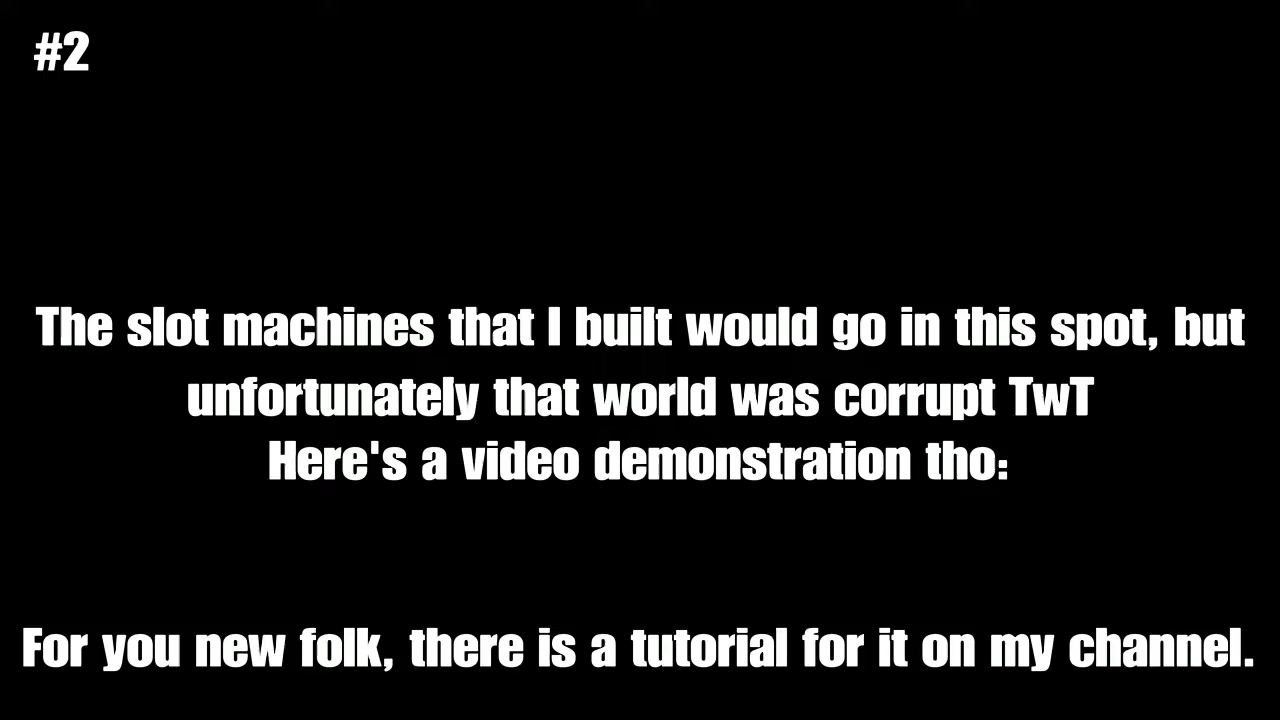 #2
The slot machines that I built would go in this spot, but
unfortunately that world was corrupt TwT
Here's a video demonstration tho:
For you new folk, there is a tutorial for it on my channel.